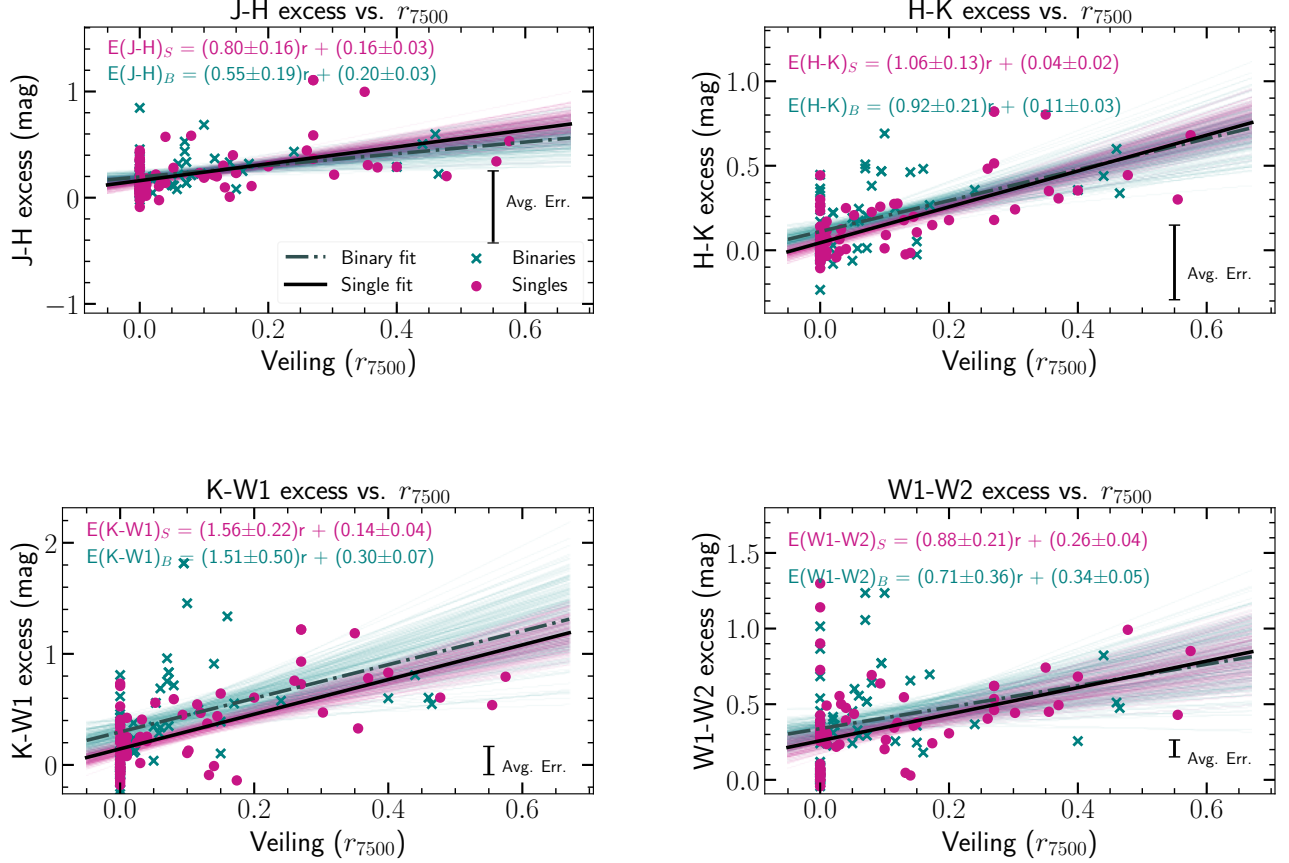 J-H excess vs. r7500
E(J-H)S = (0.80±0.16)r + (0.16±0.03)
E(J-H)B = (0.55±0.19)r + (0.20±0.03)
J-H excess (mag)
1
0
−1
Avg. Err.
Binary fit
Binaries
Single fit
Singles
0.0 0.2 0.4 0.6
Veiling (r7500)
H-K excess vs. r7500
E(H-K)S = (1.06±0.13)r + (0.04±0.02)
E(H-K)B = (0.92±0.21)r + (0.11±0.03)
H-K excess (mag)
1.0
0.5
0.0
Avg. Err.
0.0 0.2 0.4 0.6
Veiling (r7500)
K-W1 excess vs. r7500
E(K-W1)S = (1.56±0.22)r + (0.14±0.04)
E(K-W1)B = (1.51±0.50)r + (0.30±0.07)
K-W1 excess (mag)
2
1
0
Avg. Err.
0.0 0.2 0.4 0.6
Veiling (r7500)
W1-W2 excess vs. r7500
E(W1-W2)S = (0.88±0.21)r + (0.26±0.04)
E(W1-W2)B = (0.71±0.36)r + (0.34±0.05)
W1-W2 excess (mag)
1.5
1.0
0.5
0.0
Avg. Err.
0.0 0.2 0.4 0.6
Veiling (r7500)